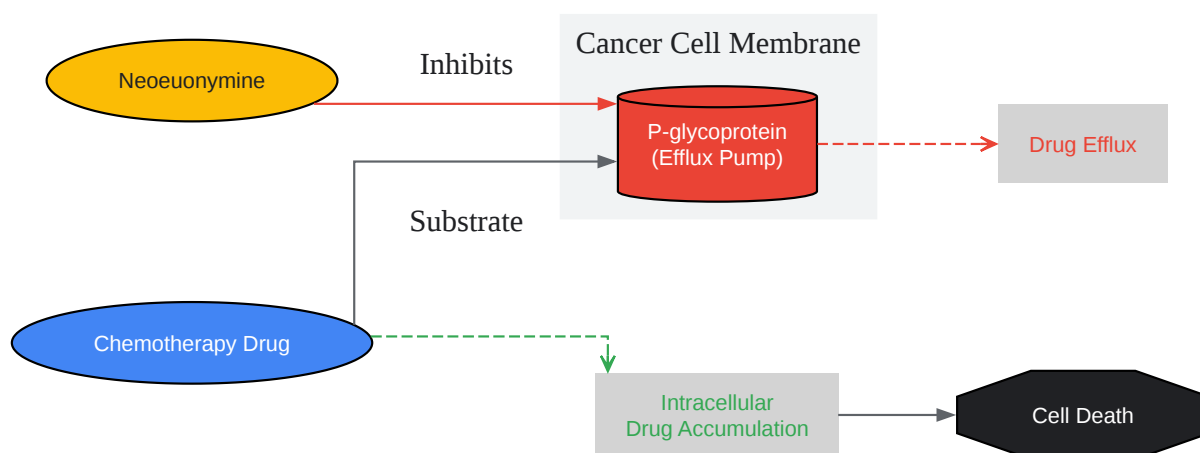 Cancer Cell Membrane
Neoeuonymine
Inhibits
P-glycoprotein
(Efflux Pump)
Drug Efflux
Substrate
Chemotherapy Drug
Intracellular
Drug Accumulation
Cell Death